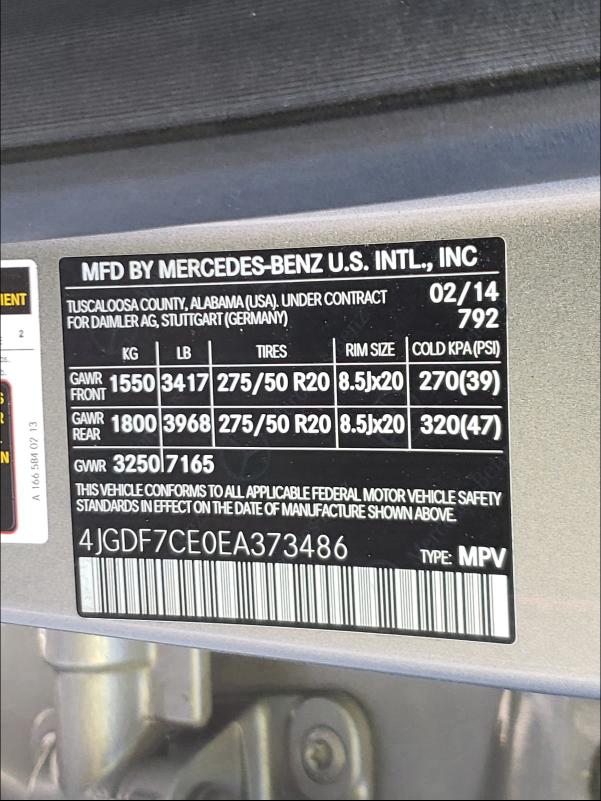 MFD BY MERCEDES-BENZ U.S. INTL., INC
TUSCALOOSA COUNTY, ALABAMA (USA). UNDER CONTRACT 02/14
FOR DAIMLER AG, STUTTGART (GERMANY) 792
KG LB TIRES RIM SIZE COLD KPA (PSI)
GAWR FRONT 1550 3417 275/50 R20 8.5Jx20 270(39)
GAWR REAR 1800 3968 275/50 R20 8.5Jx20 320(47)
GVWR 3250 7165
THIS VEHICLE CONFORMS TO ALL APPLICABLE FEDERAL MOTOR VEHICLE SAFETY
STANDARDS IN EFFECT ON THE DATE OF MANUFACTURE SHOWN ABOVE.
4JGDF7CE0EA373486 TYPE: MPV
IENT
2
A 166 584 02 13